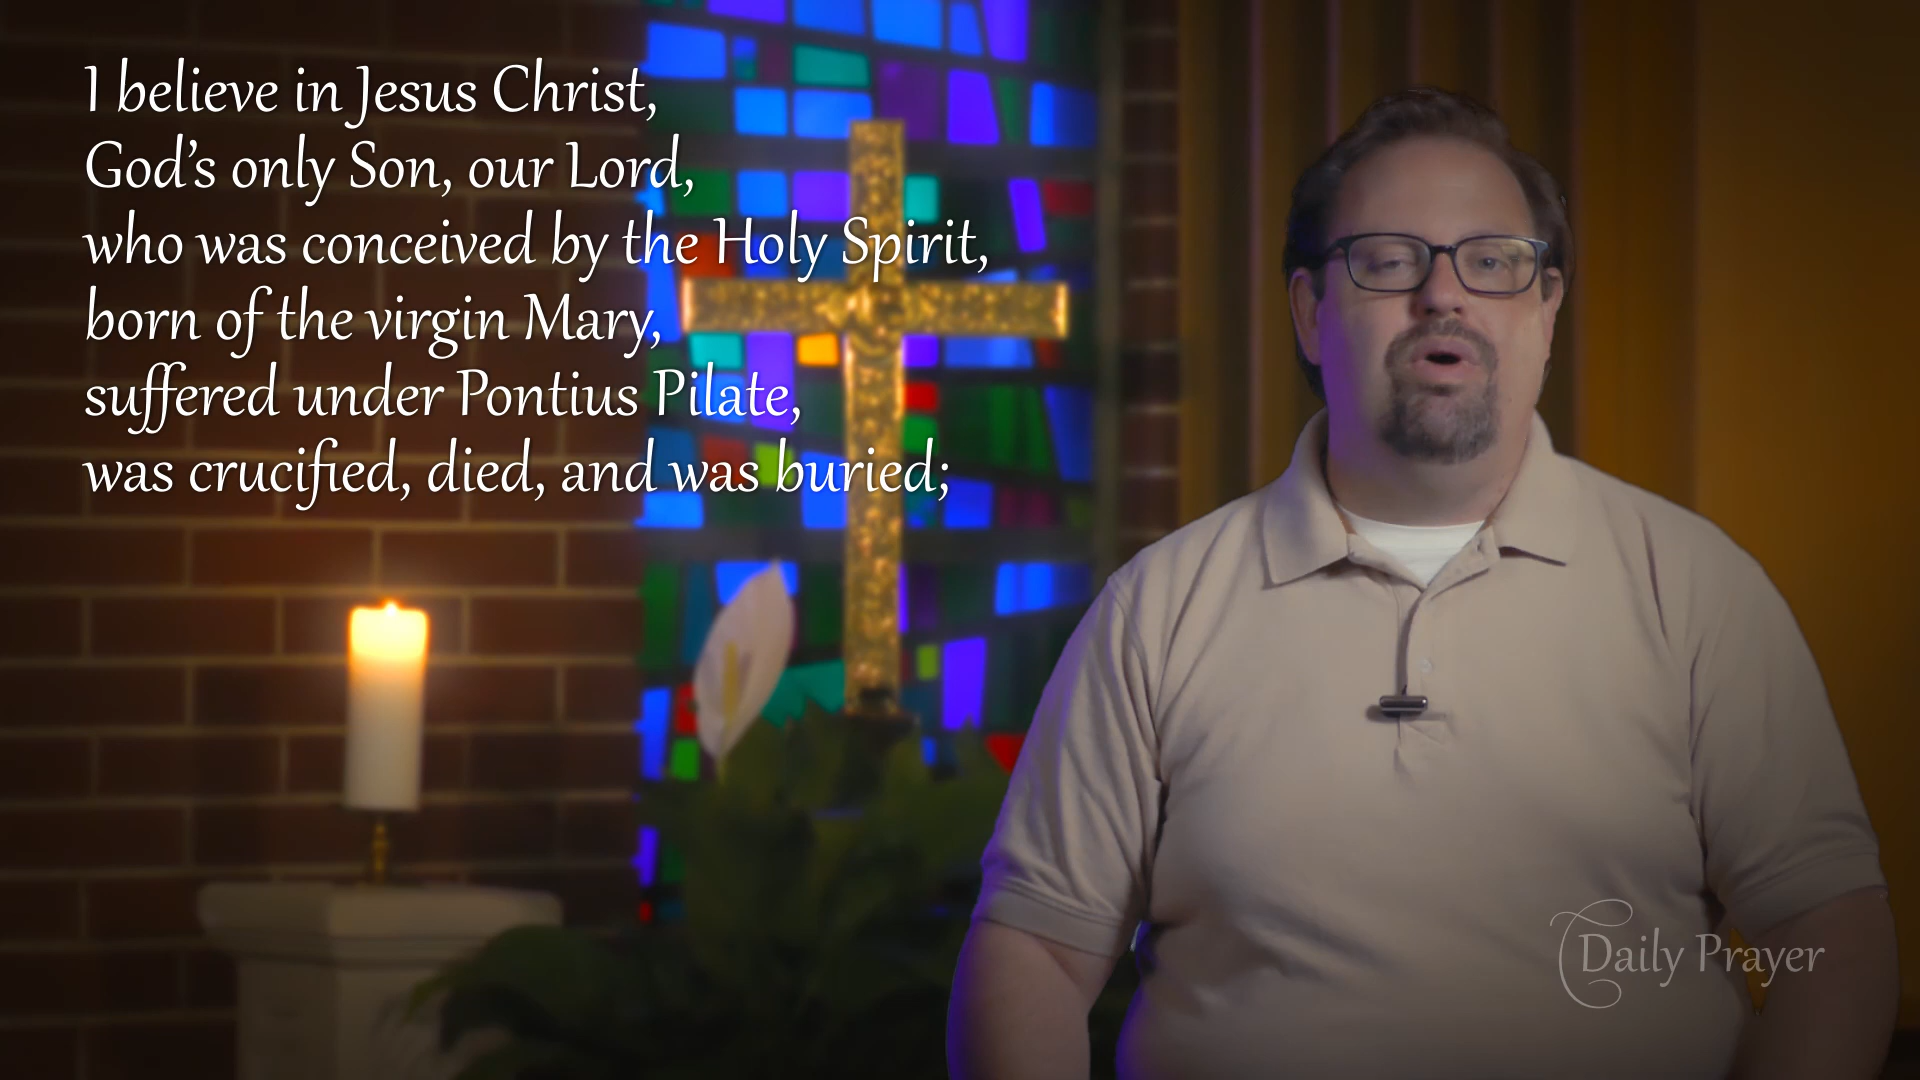 I believe in Jesus Christ,
God’s only Son, our Lord,
who was conceived by the Holy Spirit,
born of the virgin Mary,
suffered under Pontius Pilate,
was crucified, died, and was buried;
Daily Prayer